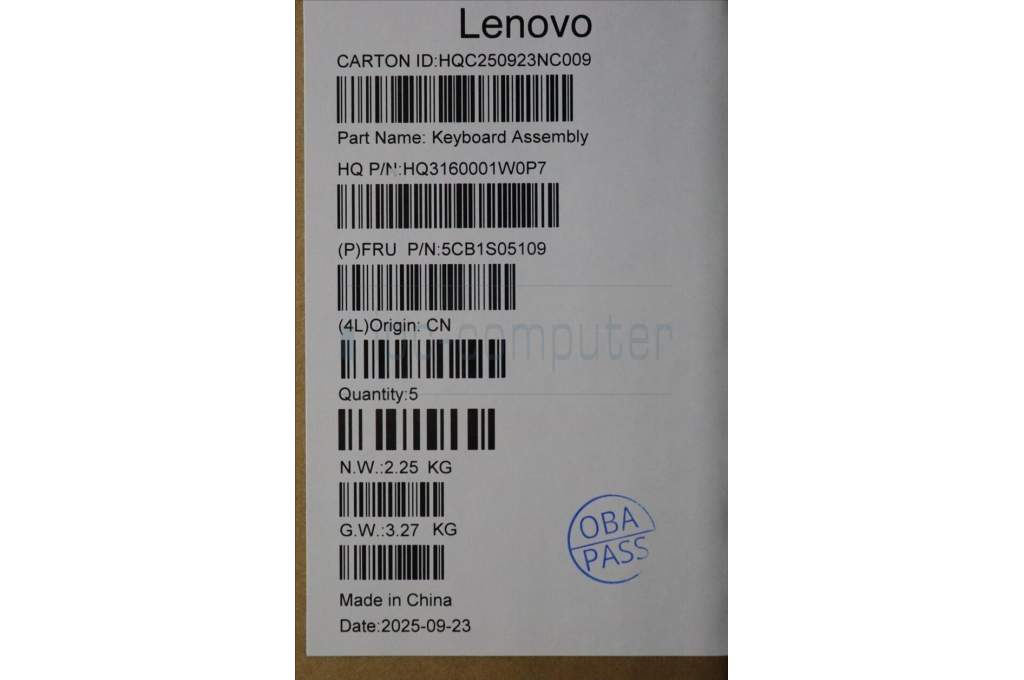 Lenovo
CARTON ID:HQC250923NC009
Part Name: Keyboard Assembly
HQ P/N:HQ3160001W0P7
(P)FRU P/N:5CB1S05109
(4L)Origin: CN
computer
Quantity:5
N.W.:2.25 KG
G.W.:3.27 KG
OBA
PASS
Made in China
Date:2025-09-23